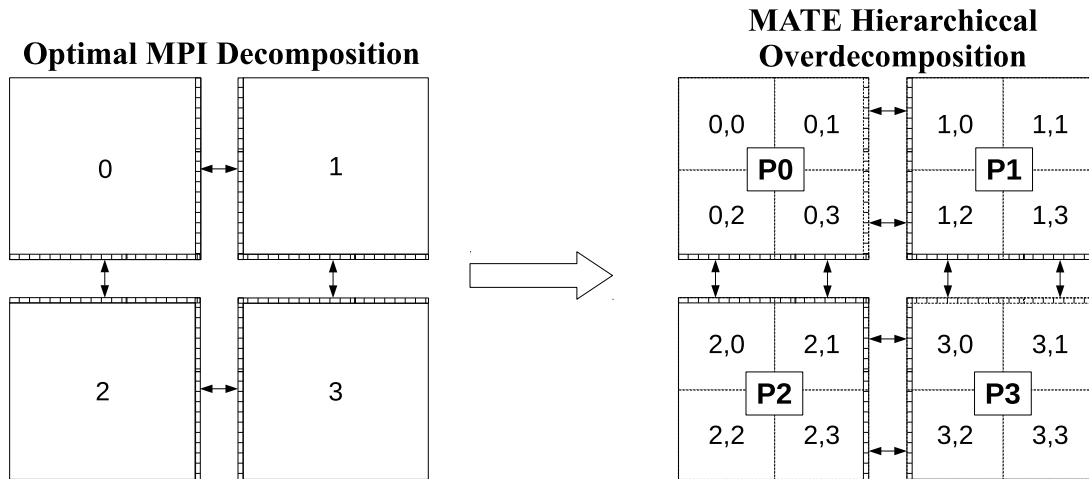 Optimal MPI Decomposition
0
1
2
3
MATE Hierarchiccal
Overdecomposition
0,0 0,1 1,0 1,1
P0 P1
0,2 0,3 1,2 1,3
2,0 2,1 3,0 3,1
P2 P3
2,2 2,3 3,2 3,3